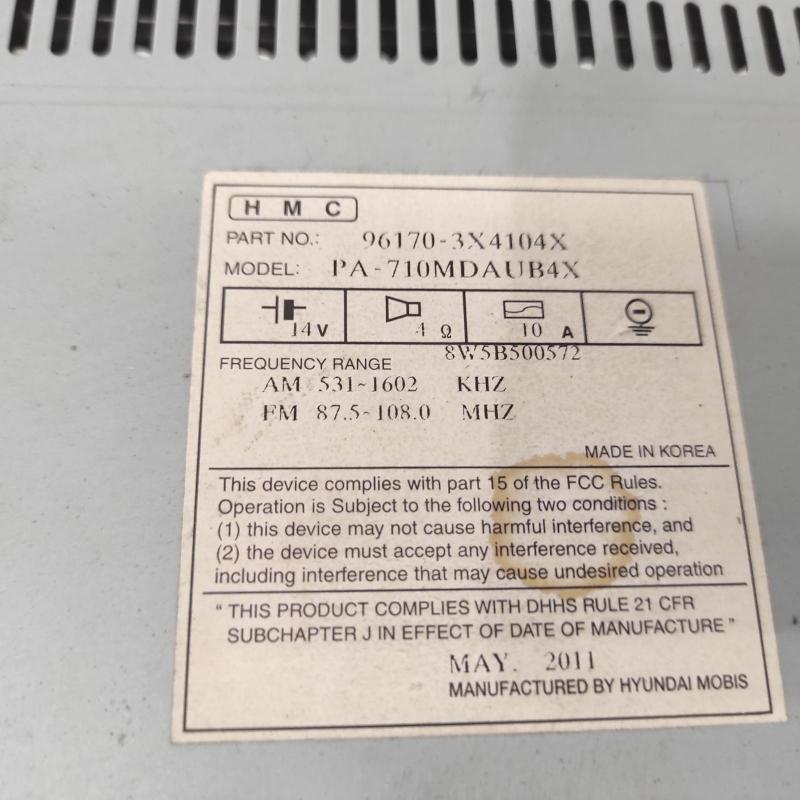 HMC
PART NO.: 96170-3X4104X
MODEL: PA-710MDAUB4X
14 V 4 Ω 10 A
8W5B500572
FREQUENCY RANGE
AM 531~1602 KHZ
FM 87.5~108.0 MHZ
MADE IN KOREA
This device complies with part 15 of the FCC Rules.
Operation is Subject to the following two conditions :
(1) this device may not cause harmful interference, and
(2) the device must accept any interference received,
including interference that may cause undesired operation
" THIS PRODUCT COMPLIES WITH DHHS RULE 21 CFR
SUBCHAPTER J IN EFFECT OF DATE OF MANUFACTURE "
MAY. 2011
MANUFACTURED BY HYUNDAI MOBIS